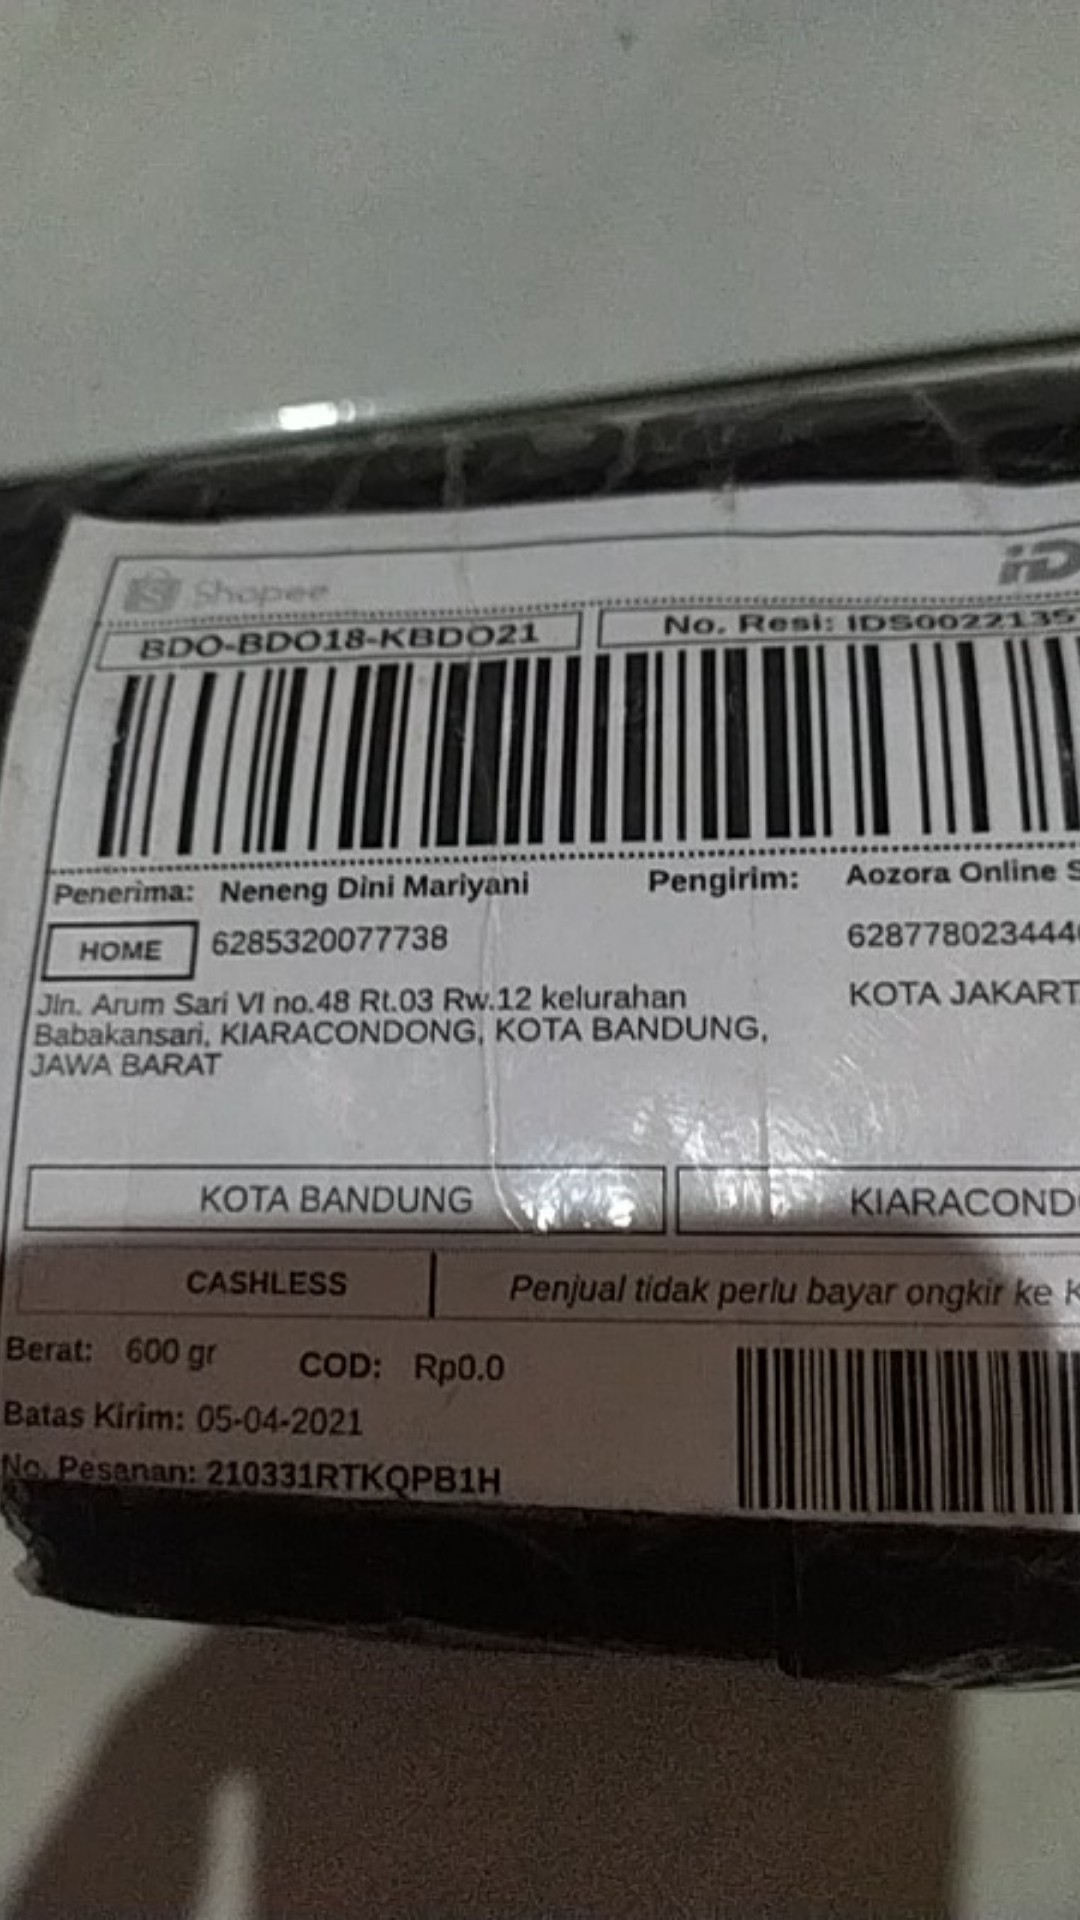 Shopee
iD
BDO-BDO18-KBDO21
No. Resi: IDS00221357
Penerima: Neneng Dini Mariyani
Pengirim: Aozora Online S
HOME 6285320077738
628778023444
Jln. Arum Sari VI no.48 Rt.03 Rw.12 kelurahan
Babakansari, KIARACONDONG, KOTA BANDUNG,
JAWA BARAT
KOTA JAKART
KOTA BANDUNG
KIARACOND
CASHLESS
Penjual tidak perlu bayar ongkir ke K
Berat: 600 gr
COD: Rp0.0
Batas Kirim: 05-04-2021
No. Pesanan: 210331RTKQPB1H